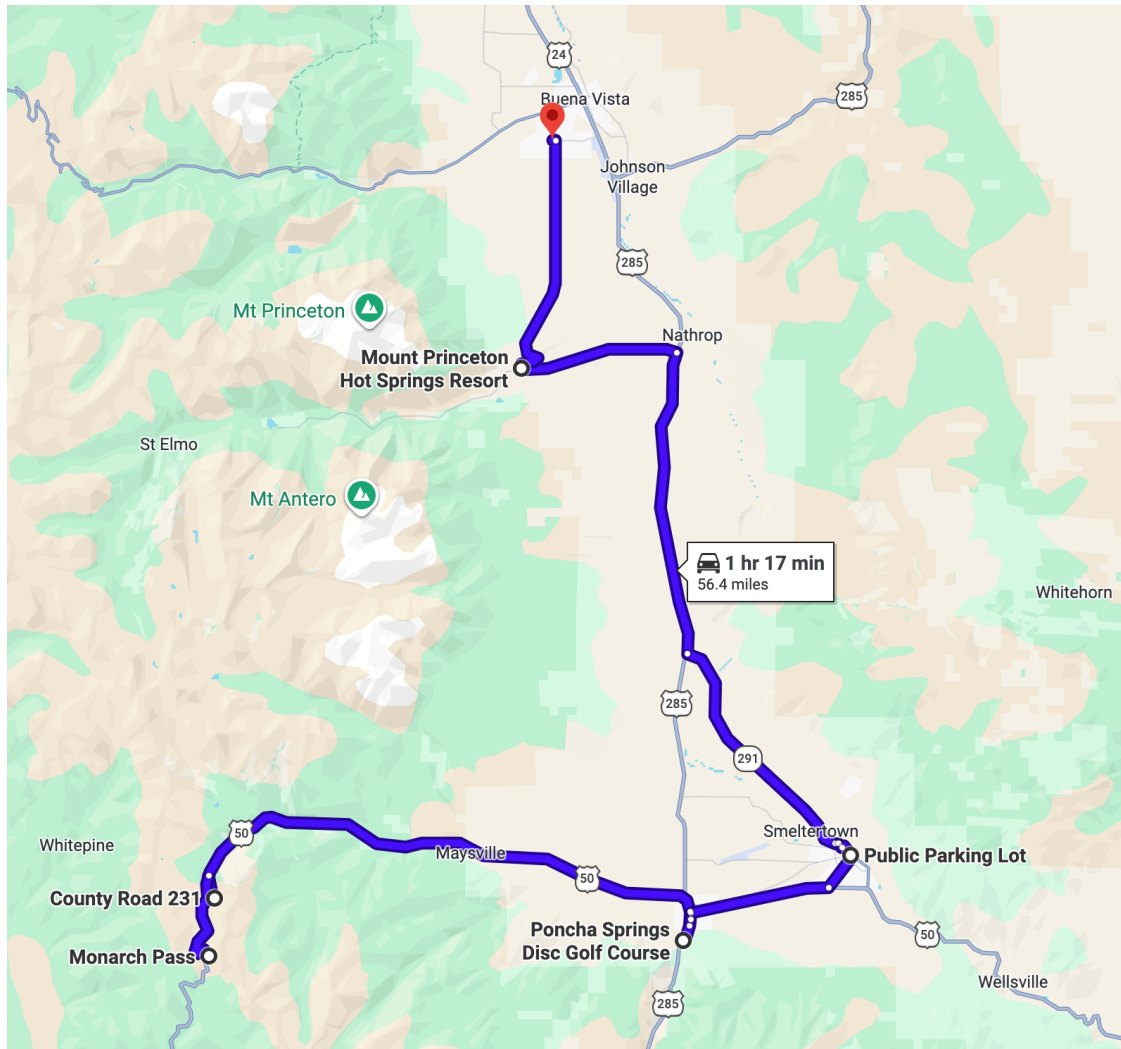 24
Buena Vista
285
Johnson
Village
285
Mt Princeton
Nathrop
Mount Princeton
Hot Springs Resort
St Elmo
Mt Antero
1 hr 17 min
56.4 miles
Whitehorn
285
291
Smeltertown
50
Whitepine
Maysville
Public Parking Lot
50
County Road 231
Poncha Springs
Disc Golf Course
50
Monarch Pass
Wellsville
285